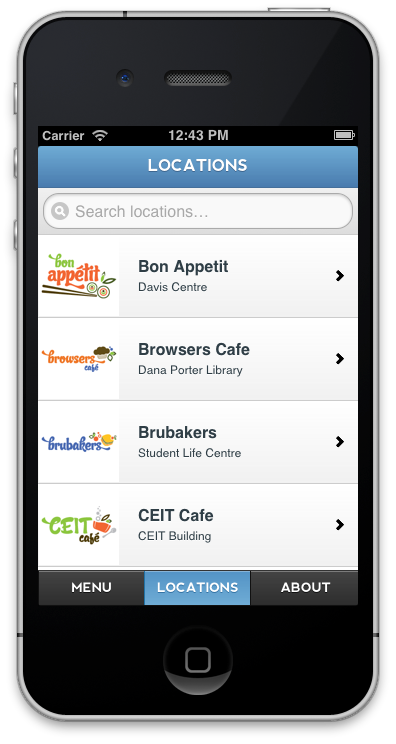 Carrier 12:43 PM
LOCATIONS
Search locations...
bon
appétit
Bon Appetit
Davis Centre
browsers
café
Browsers Cafe
Dana Porter Library
brubakers
Brubakers
Student Life Centre
CEIT
café
CEIT Cafe
CEIT Building
MENU LOCATIONS ABOUT